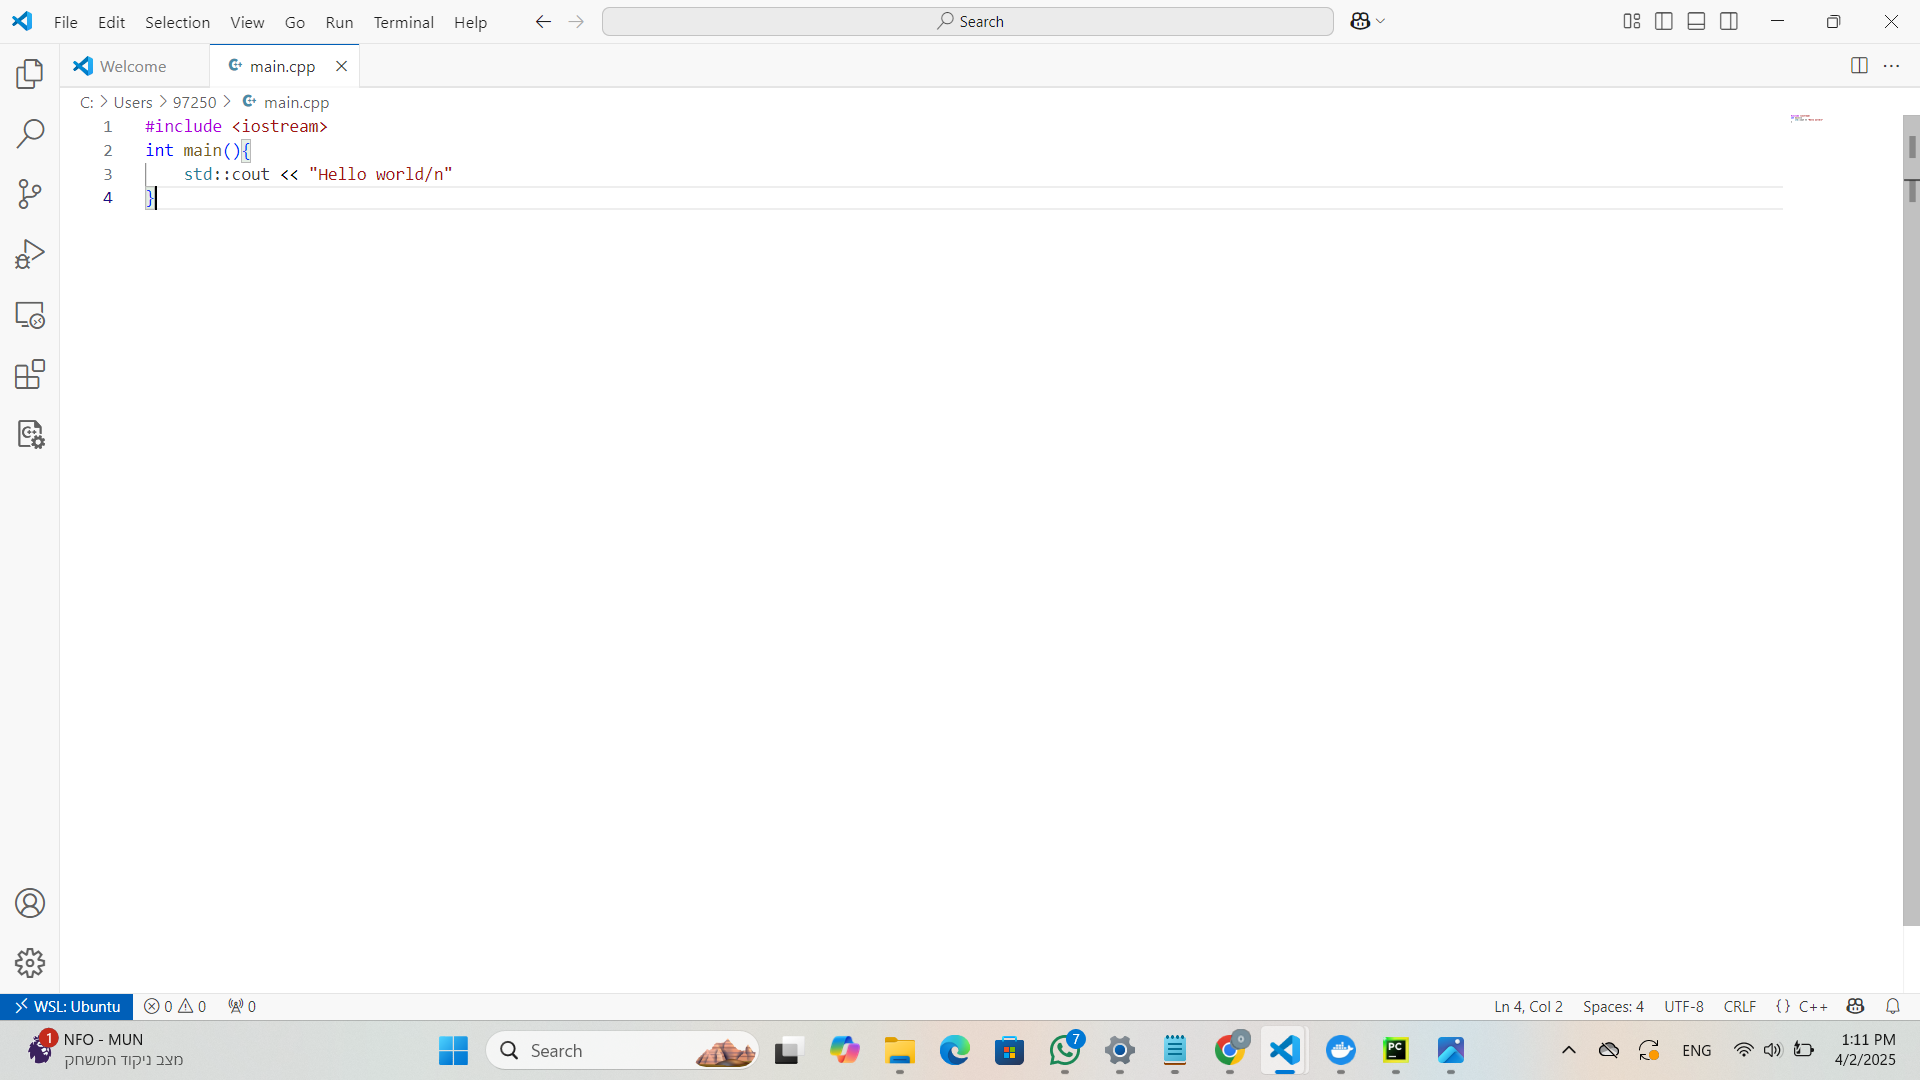 File Edit Selection View Go Run Terminal Help Search
Welcome main.cpp
C: Users 97250 main.cpp
1 #include <iostream>
2 int main(){
3 std::cout << "Hello world/n"
4 }
WSL: Ubuntu 0 0 0 Ln 4, Col 2 Spaces: 4 UTF-8 CRLF {} C++
1 NFO - MUN
מצב ניקוד המשחק
Search 7 PC ENG 1:11 PM
4/2/2025